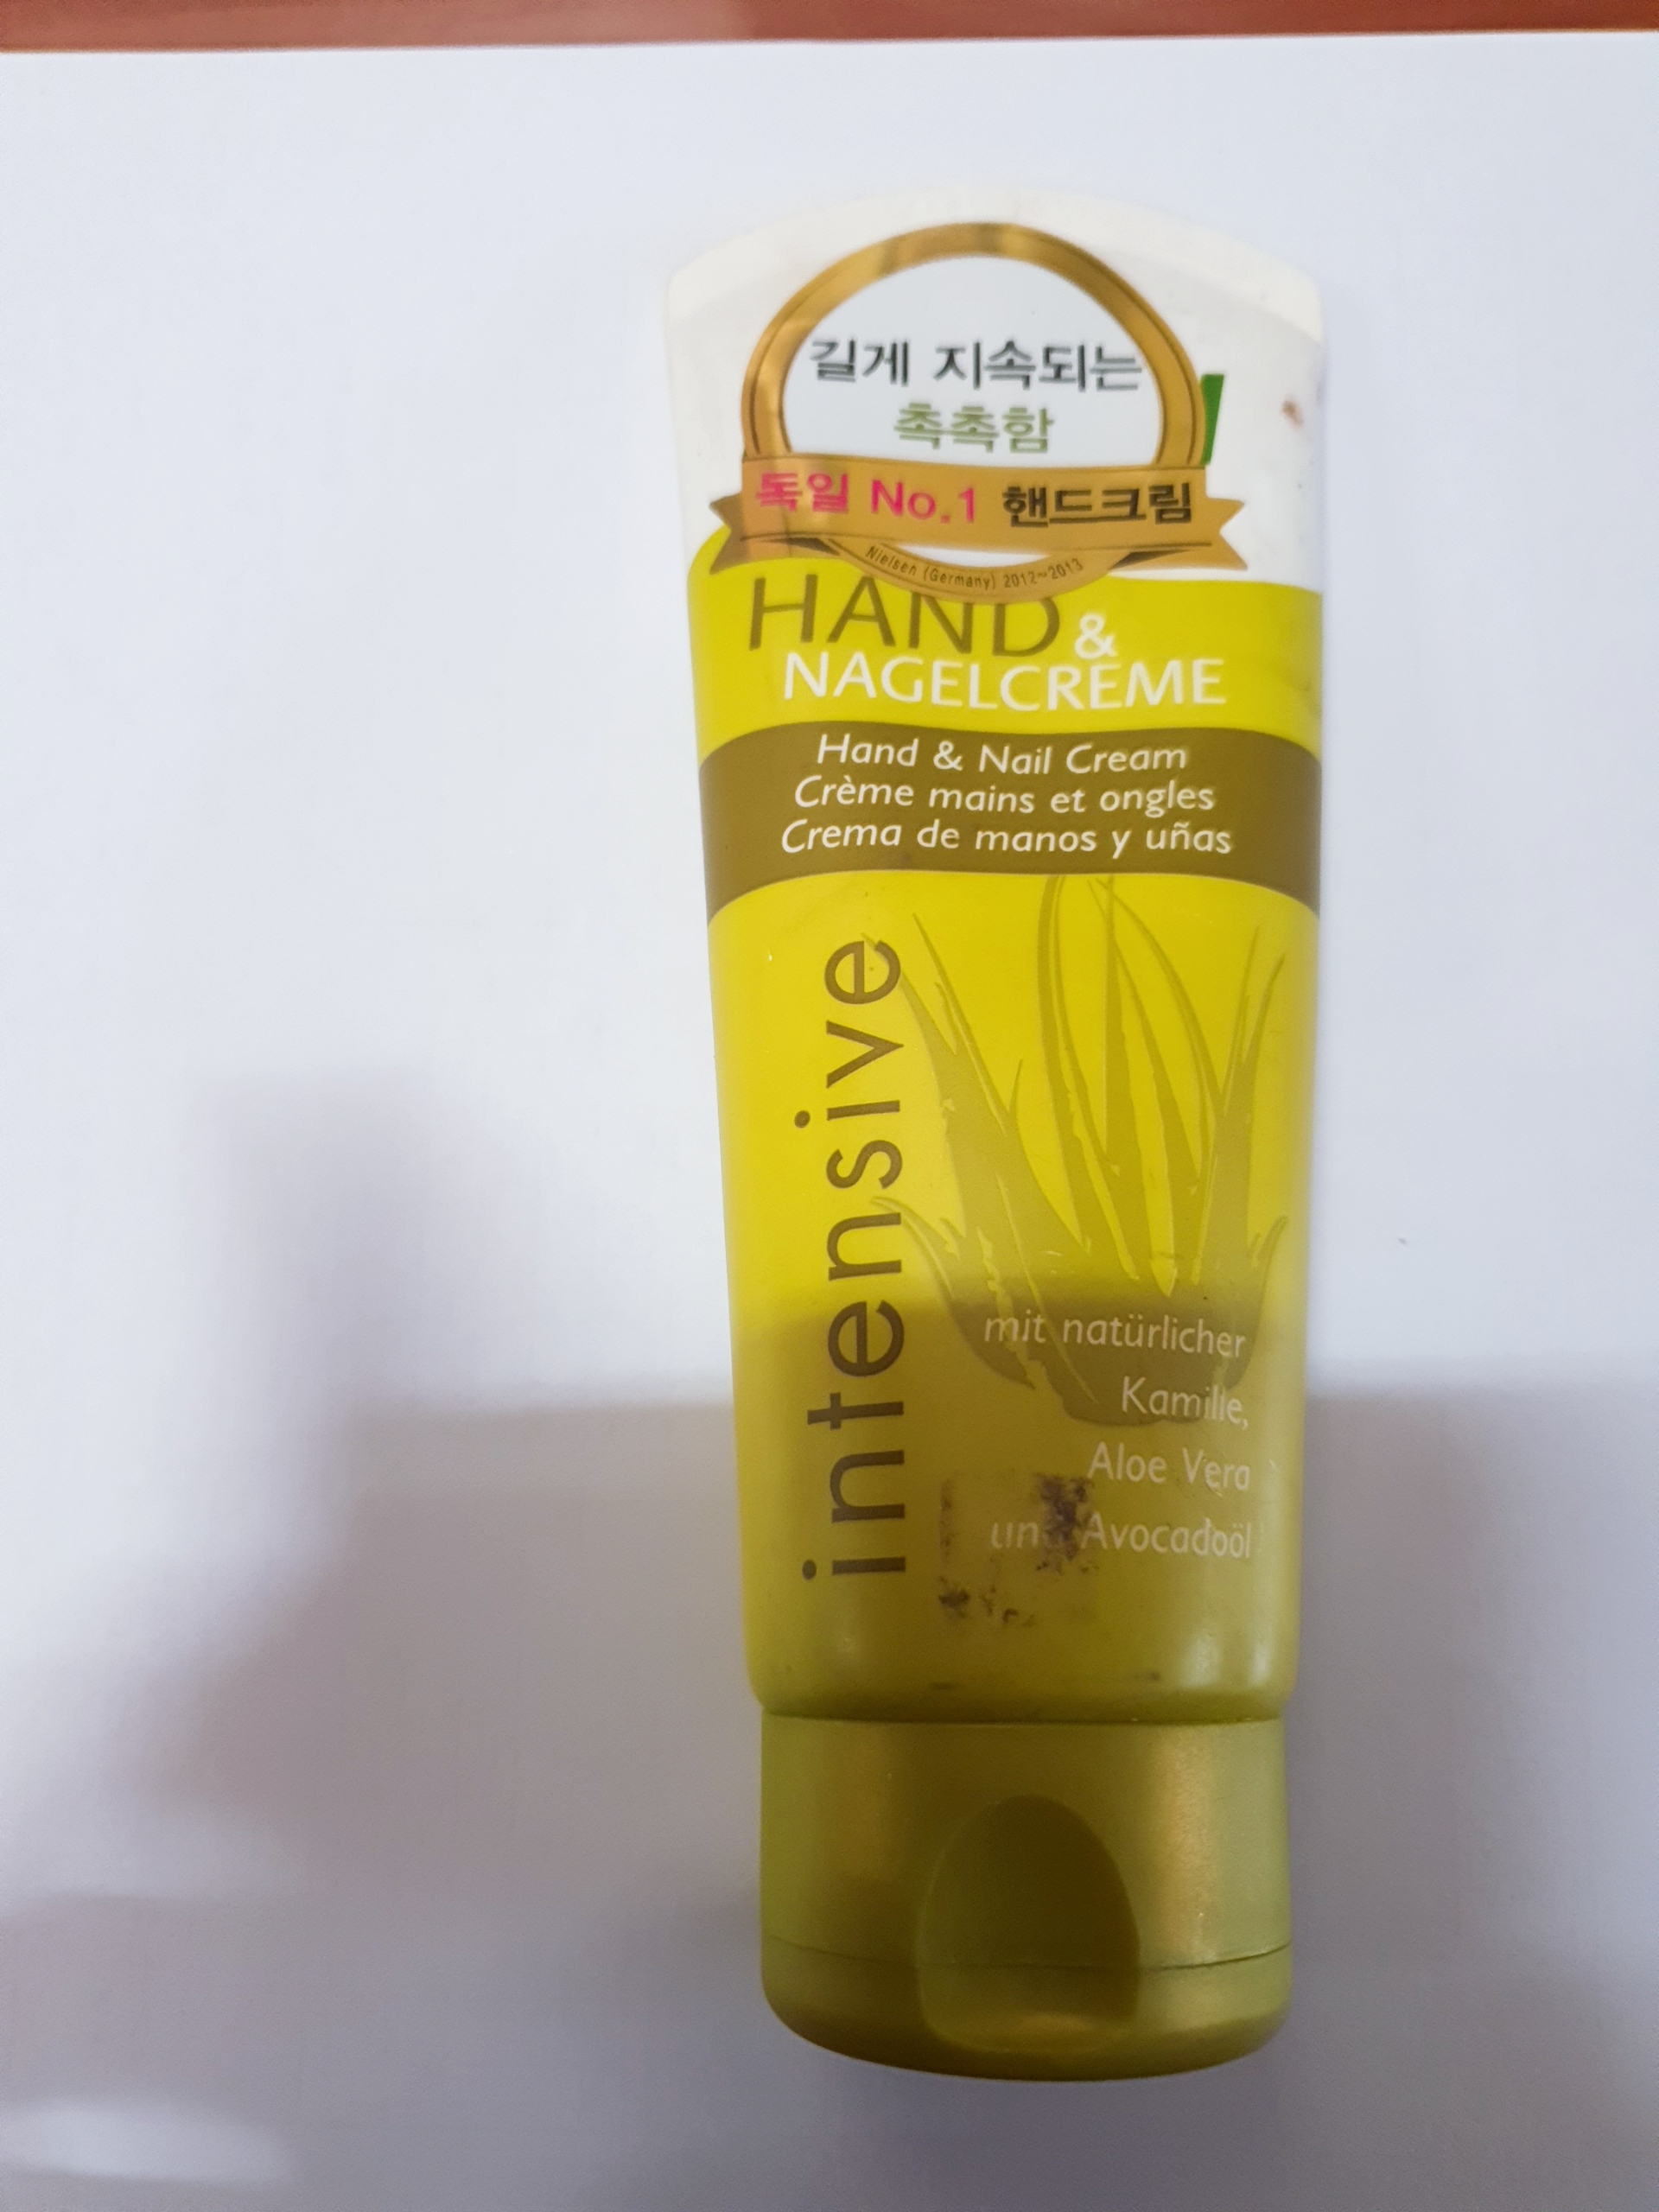 길게 지속되는
촉촉함
독일 No.1 핸드크림
Nielsen (Germany) 2012~2013
HAND &
NAGELCREME
Hand & Nail Cream
Crème mains et ongles
Crema de manos y uñas
intensive
mit natürlicher
Kamille,
Aloe Vera
Avocadoöl